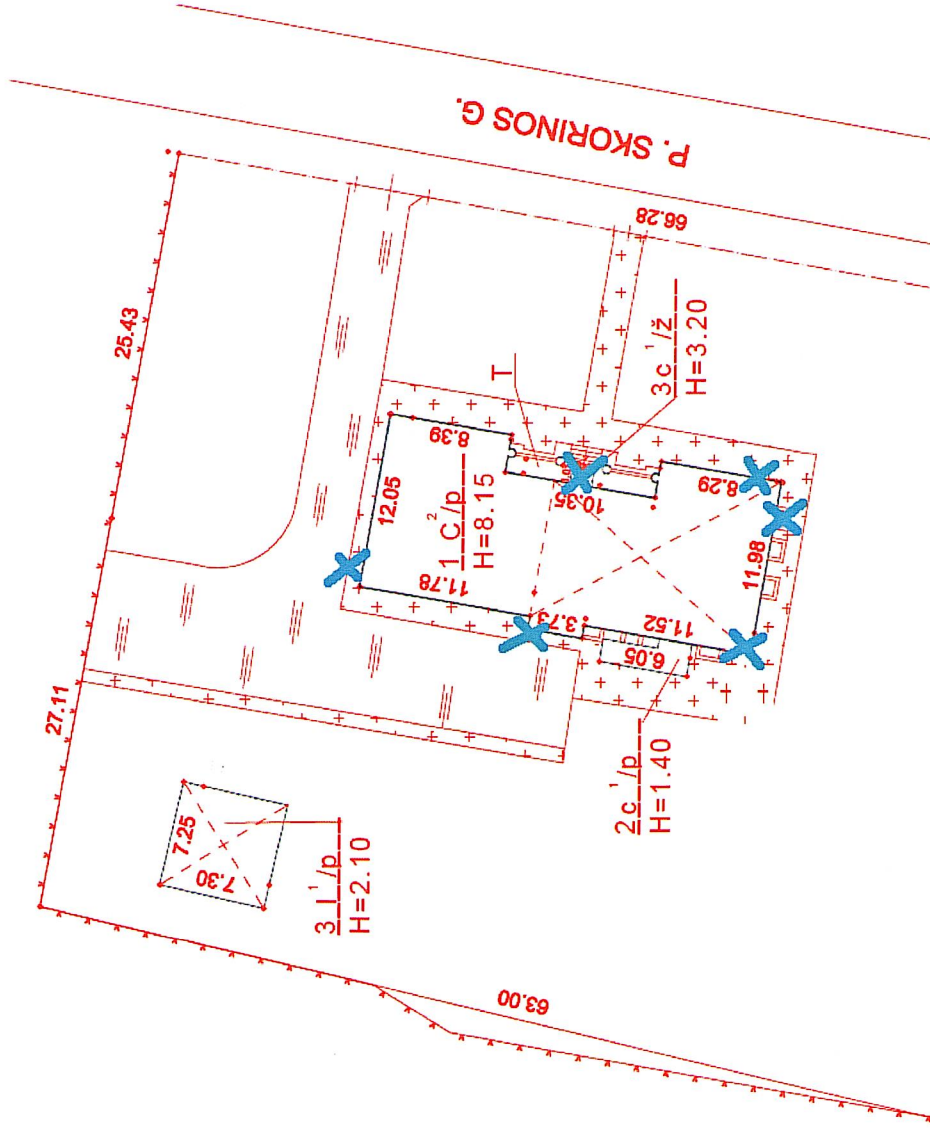 P. SKORINOS G.
25.43
66.28
27.11
63.00
12.05
8.39
T
1 C²/p
H=8.15
11.78
10.35
3 c ¹/ž
H=3.20
8.29
3.73
11.52
6.05
11.98
2 c ¹/p
H=1.40
7.25
7.30
3 I ¹/p
H=2.10